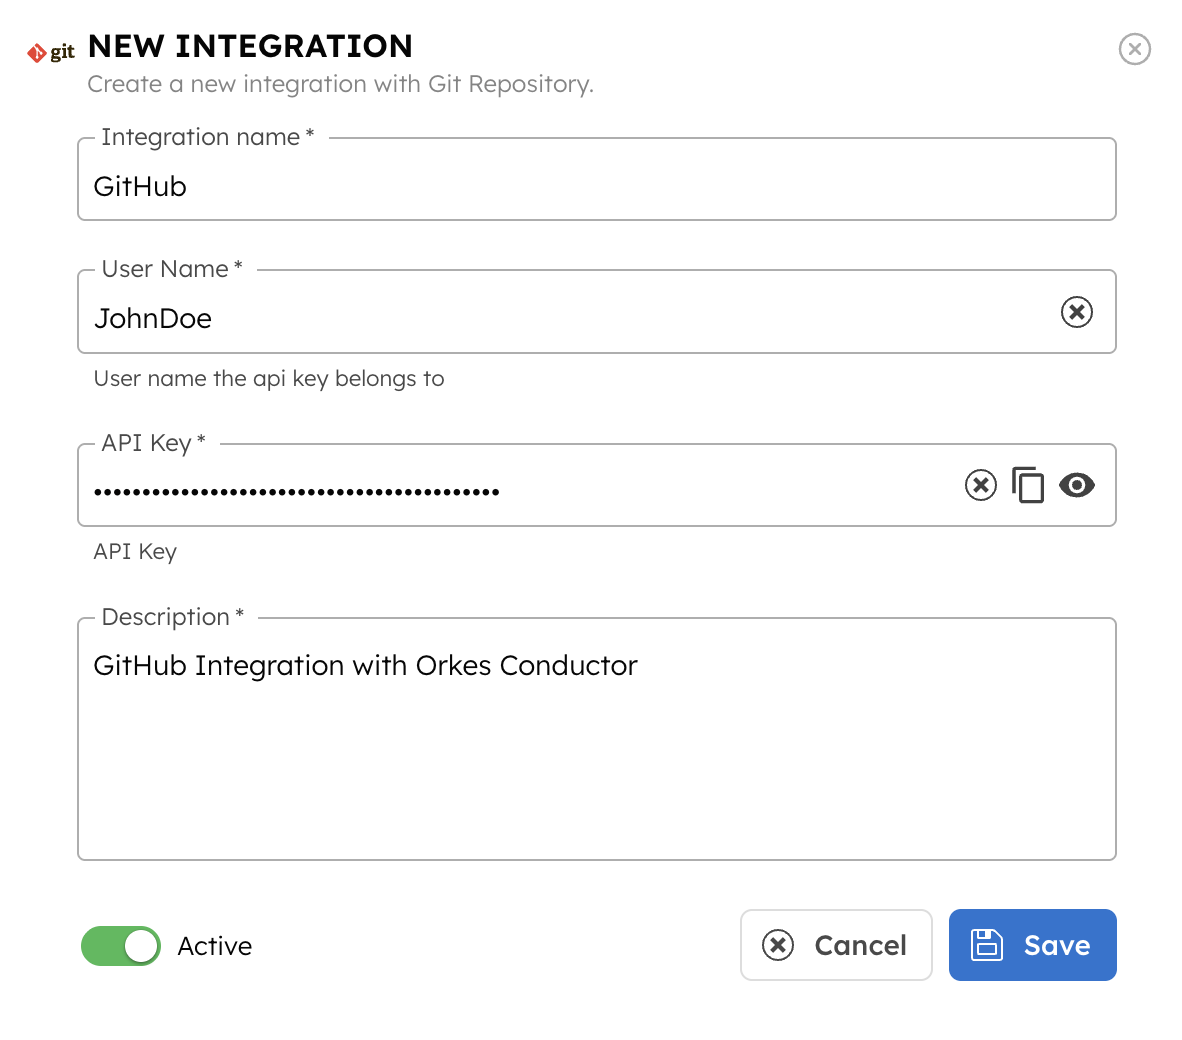 git
NEW INTEGRATION
Create a new integration with Git Repository.
Integration name *
GitHub
User Name *
JohnDoe
User name the api key belongs to
API Key *
••••••••••••••••••••••••••••••••••••••••••
API Key
Description *
GitHub Integration with Orkes Conductor
Active
Cancel
Save